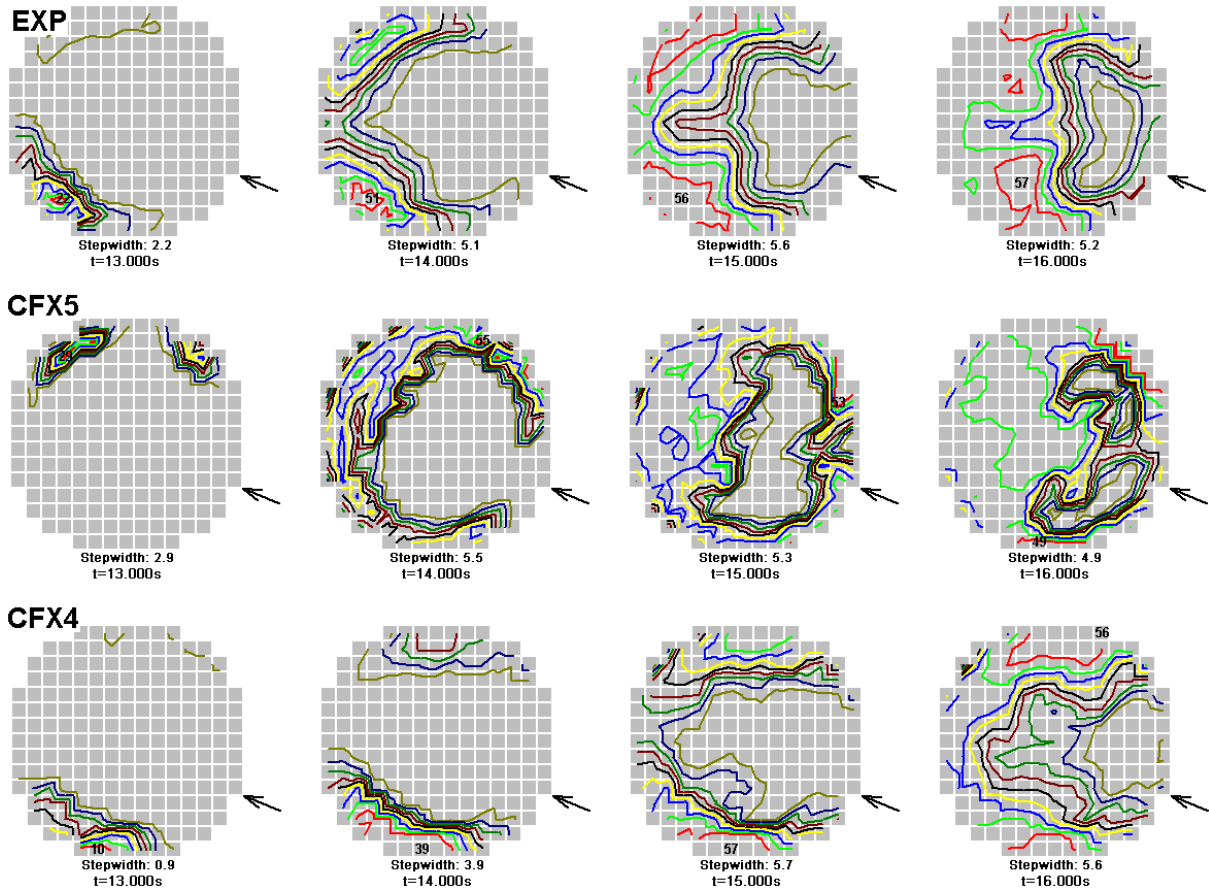 EXP
22
51
56
57
Stepwidth: 2.2
Stepwidth: 5.1
Stepwidth: 5.6
Stepwidth: 5.2
t=13.000s
t=14.000s
t=15.000s
t=16.000s
CFX5
55
53
49
Stepwidth: 2.9
Stepwidth: 5.5
Stepwidth: 5.3
Stepwidth: 4.9
t=13.000s
t=14.000s
t=15.000s
t=16.000s
CFX4
56
10
39
57
Stepwidth: 0.9
Stepwidth: 3.9
Stepwidth: 5.7
Stepwidth: 5.6
t=13.000s
t=14.000s
t=15.000s
t=16.000s